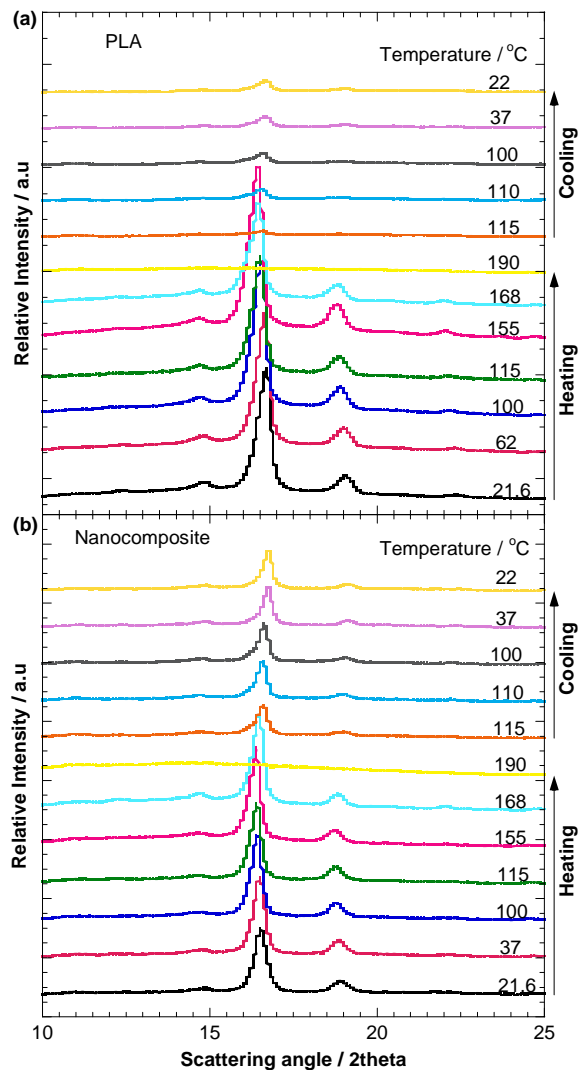 (a)
PLA
Temperature / °C
22
37
100
110
115
190
168
155
115
100
62
21.6
Cooling
Heating
Relative Intensity / a.u
(b)
Nanocomposite
Temperature / °C
22
37
100
110
115
190
168
155
115
100
37
21.6
Cooling
Heating
Relative Intensity / a.u
10 15 20 25
Scattering angle / 2theta